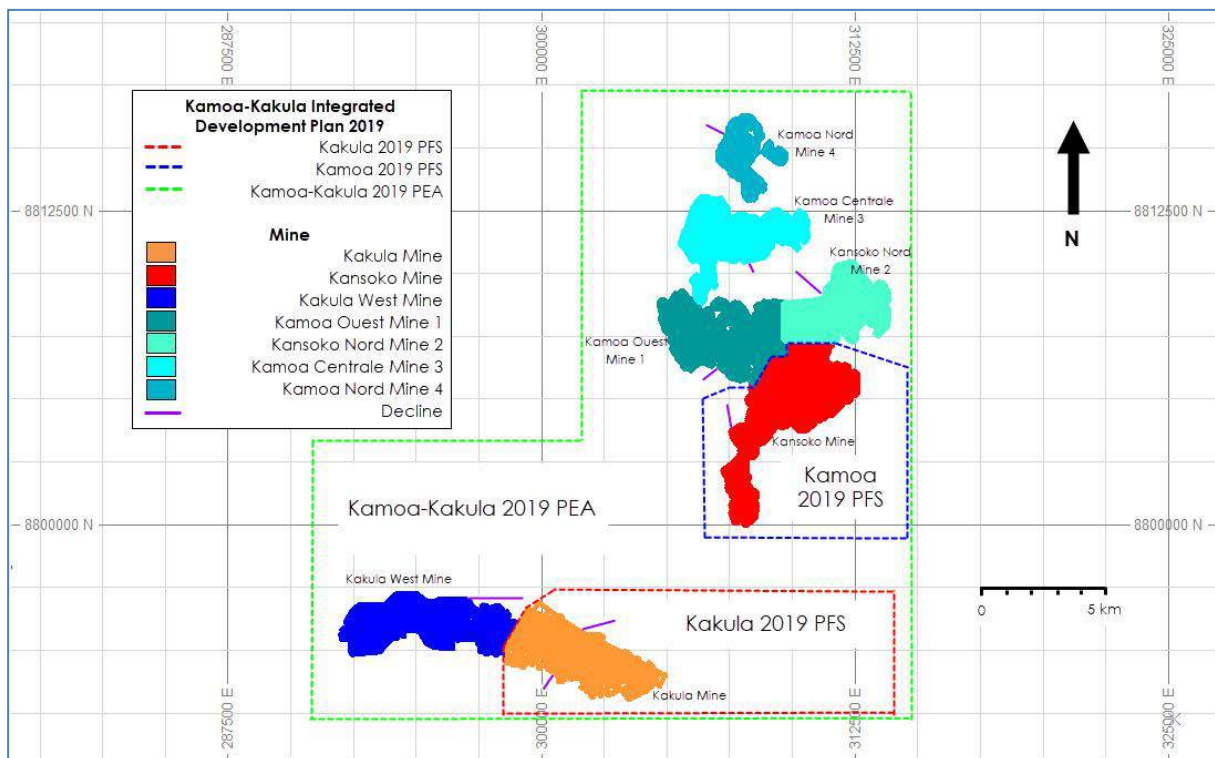 287500 E
300000 E
312500 E
325000 E
Kamoa-Kakula Integrated
Development Plan 2019
Kakula 2019 PFS
Kamoa 2019 PFS
Kamoa-Kakula 2019 PEA
Mine
Kakula Mine
Kansoko Mine
Kakula West Mine
Kamoa Ouest Mine 1
Kansoko Nord Mine 2
Kamoa Centrale Mine 3
Kamoa Nord Mine 4
Decline
Kamoa Nord
Mine 4
N
8812500 N
Kamoa Centrale
Mine 3
8812500 N
Kansoko Nord
Mine 2
Kamoa Ouest
Mine 1
Kansoko Mine
Kamoa
2019 PFS
Kamoa-Kakula 2019 PEA
8800000 N
8800000 N
Kakula West Mine
0
5 km
Kakula 2019 PFS
Kakula Mine
287500 E
300000 E
312500 E
325000 E